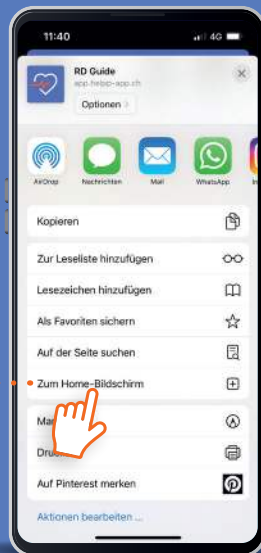 11:40
4G
RD Guide
app.helpp-app.ch
Optionen
AirDrop
Nachrichten
Mail
WhatsApp
Kopieren
Zur Leseliste hinzufügen
Lesezeichen hinzufügen
Als Favoriten sichern
Auf der Seite suchen
Zum Home-Bildschirm
Auf Pinterest merken
Aktionen bearbeiten ...